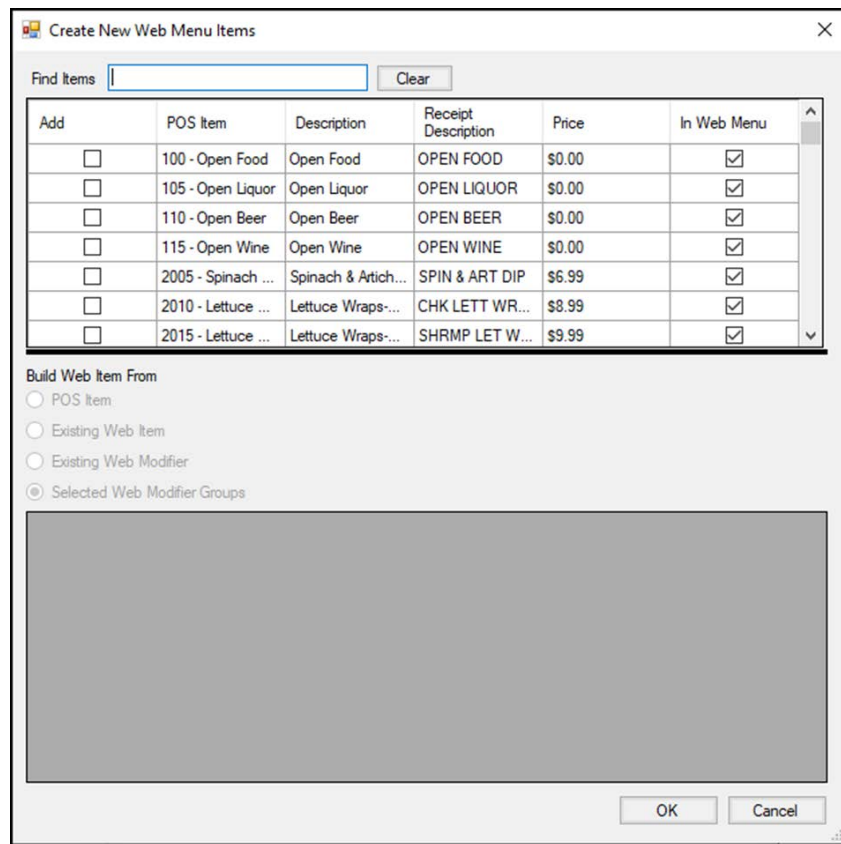 Create New Web Menu Items
Find Items Clear
Add POS Item Description Receipt Description Price In Web Menu
100 - Open Food Open Food OPEN FOOD $0.00
105 - Open Liquor Open Liquor OPEN LIQUOR $0.00
110 - Open Beer Open Beer OPEN BEER $0.00
115 - Open Wine Open Wine OPEN WINE $0.00
2005 - Spinach ... Spinach & Artich... SPIN & ART DIP $6.99
2010 - Lettuce ... Lettuce Wraps-... CHK LETT WR... $8.99
2015 - Lettuce ... Lettuce Wraps-... SHRMP LET W... $9.99
Build Web Item From
POS Item
Existing Web Item
Existing Web Modifier
Selected Web Modifier Groups
OK Cancel